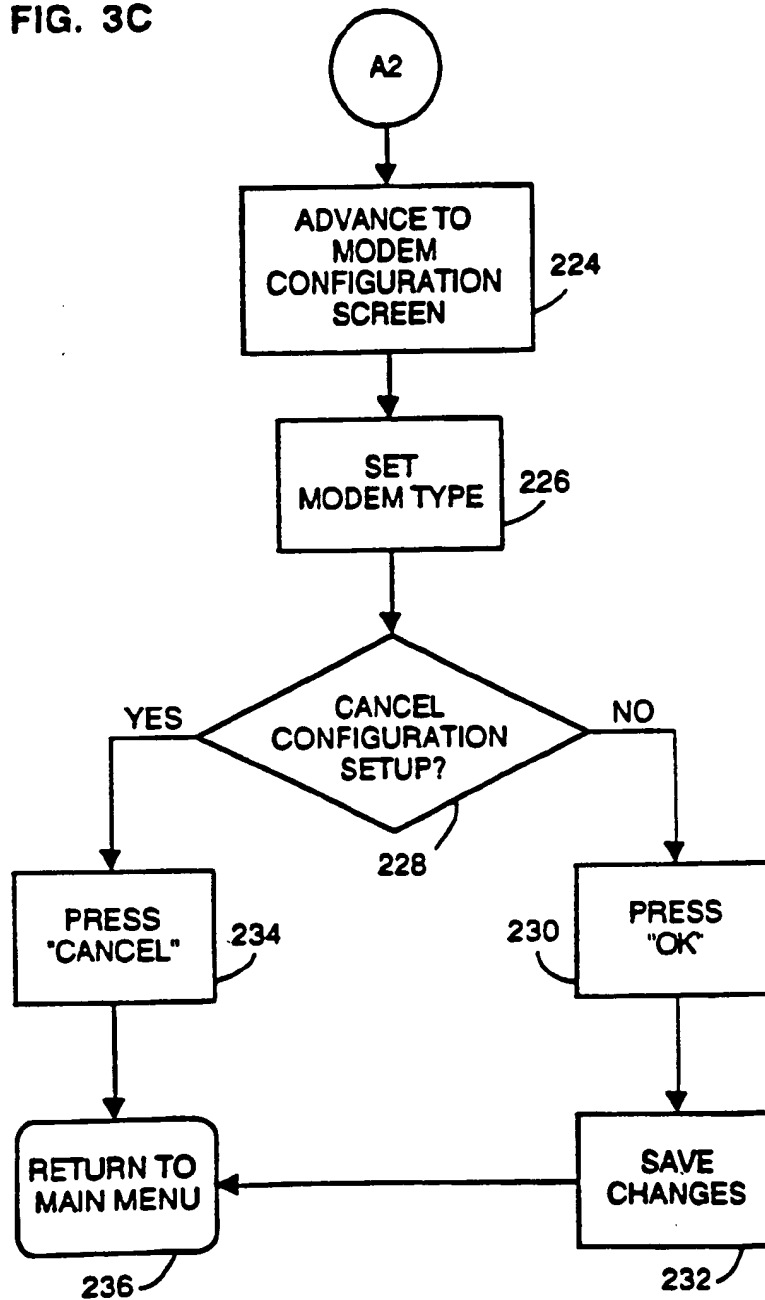 FIG. 3C
A2
ADVANCE TO
MODEM
CONFIGURATION
SCREEN
224
SET
MODEM TYPE
226
CANCEL
CONFIGURATION
SETUP?
YES
NO
228
PRESS
"CANCEL"
234
230
PRESS
"OK"
RETURN TO
MAIN MENU
236
SAVE
CHANGES
232